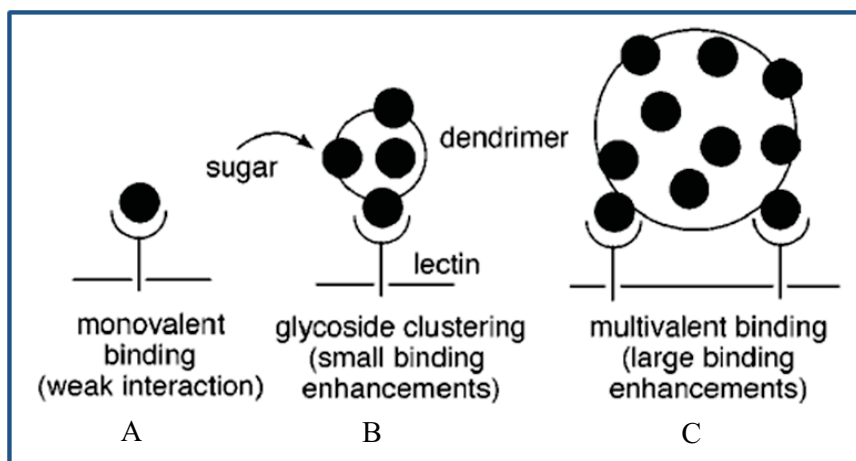 sugar
dendrimer
lectin
monovalent
binding
(weak interaction)
A
glycoside clustering
(small binding
enhancements)
B
multivalent binding
(large binding
enhancements)
C